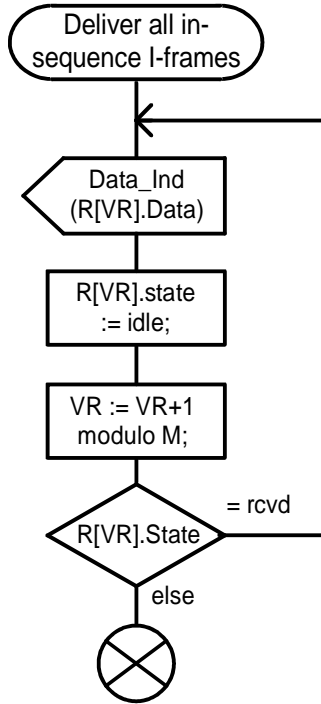 Deliver all in-
sequence I-frames
Data_Ind
(R[VR].Data)
R[VR].state
:= idle;
VR := VR+1
modulo M;
= rcvd
R[VR].State
else